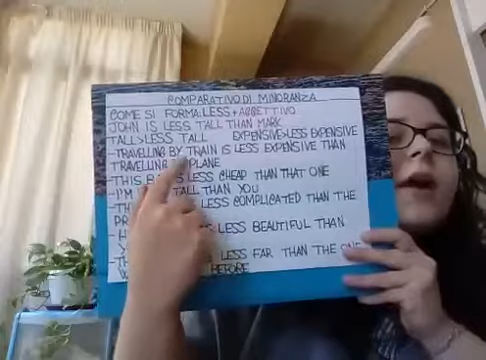 COMPARATIVO DI MINORANZA
COME SI FORMA: LESS + AGGETTIVO
JOHN IS LESS TALL THAN MARK
TALL>LESS TALL EXPENSIVE>LESS EXPENSIVE
-TRAVELLING BY TRAIN IS LESS EXPENSIVE THAN
TRAVELLING PLANE
-THIS LESS CHEAP THAN THAT ONE
-I'M TALL THAN YOU
LESS COMPLICATED THAN THE
LESS BEAUTIFUL THAN
LESS FAR THAN THE ONE
BEFORE